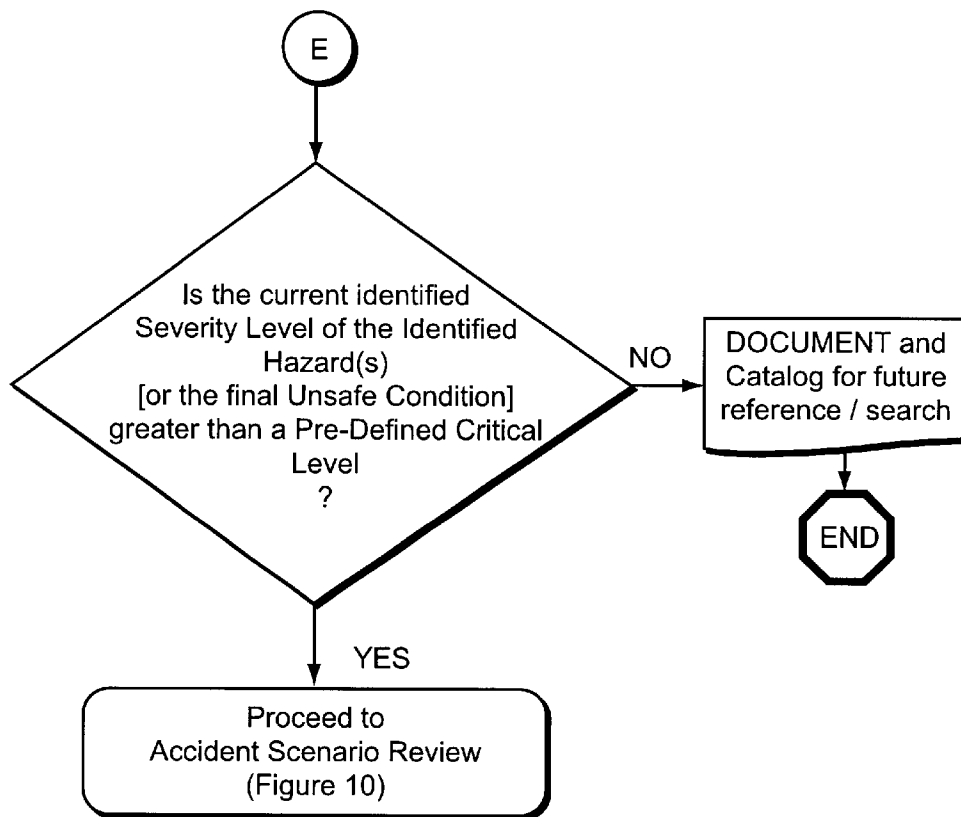 E
Is the current identified
Severity Level of the Identified
Hazard(s)
[or the final Unsafe Condition]
greater than a Pre-Defined Critical
Level
?
NO
DOCUMENT and
Catalog for future
reference / search
END
YES
Proceed to
Accident Scenario Review
(Figure 10)